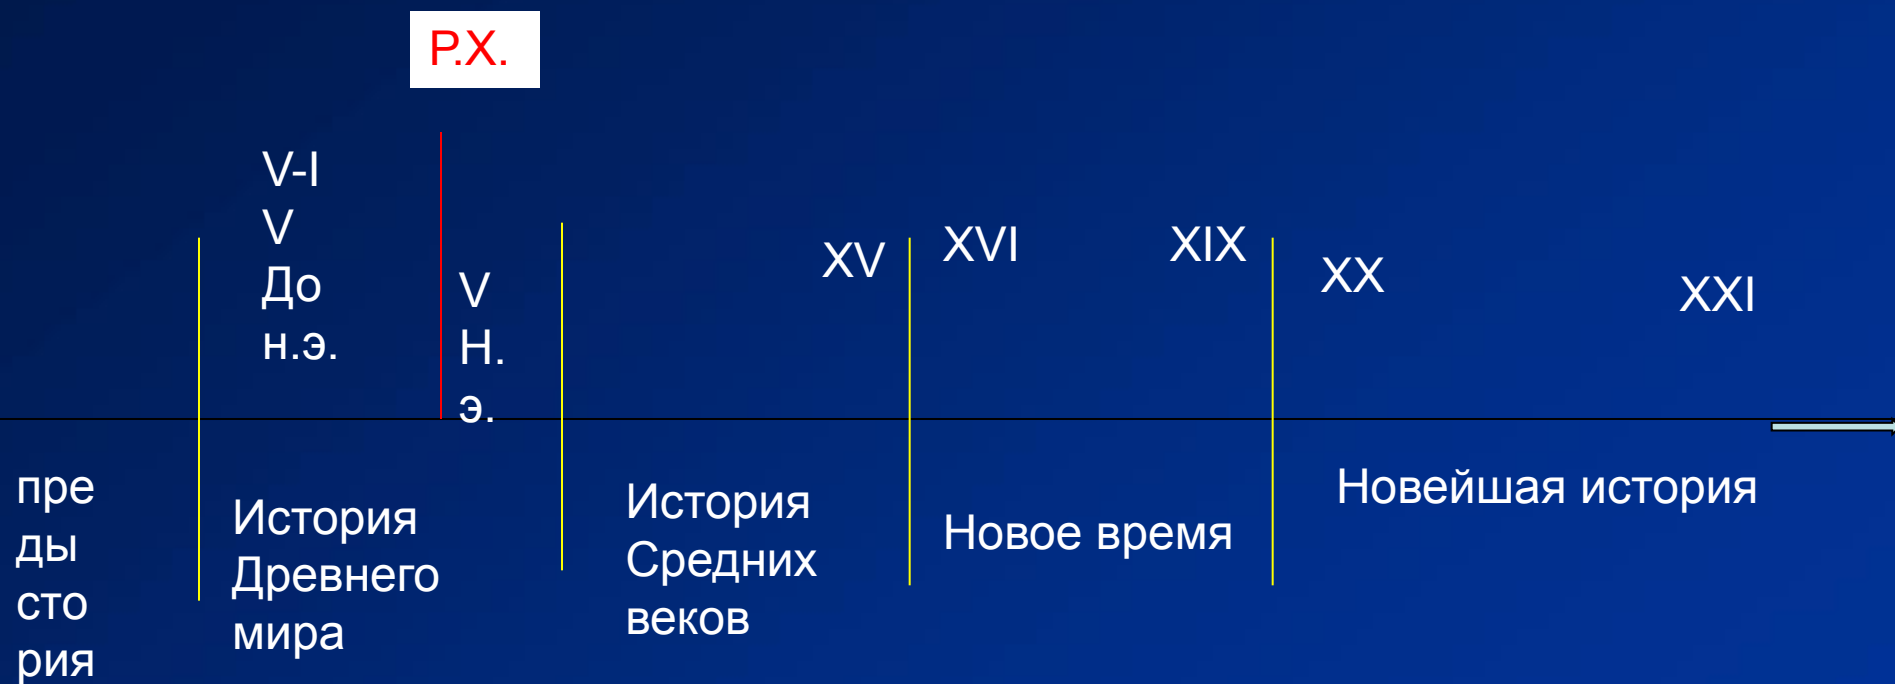 Р.Х.
V-I
V
До
н.э.
V
Н.
э.
XV
XVI
XIX
XX
XXI
пре
ды
сто
рия
История
Древнего
мира
История
Средних
веков
Новое время
Новейшая история